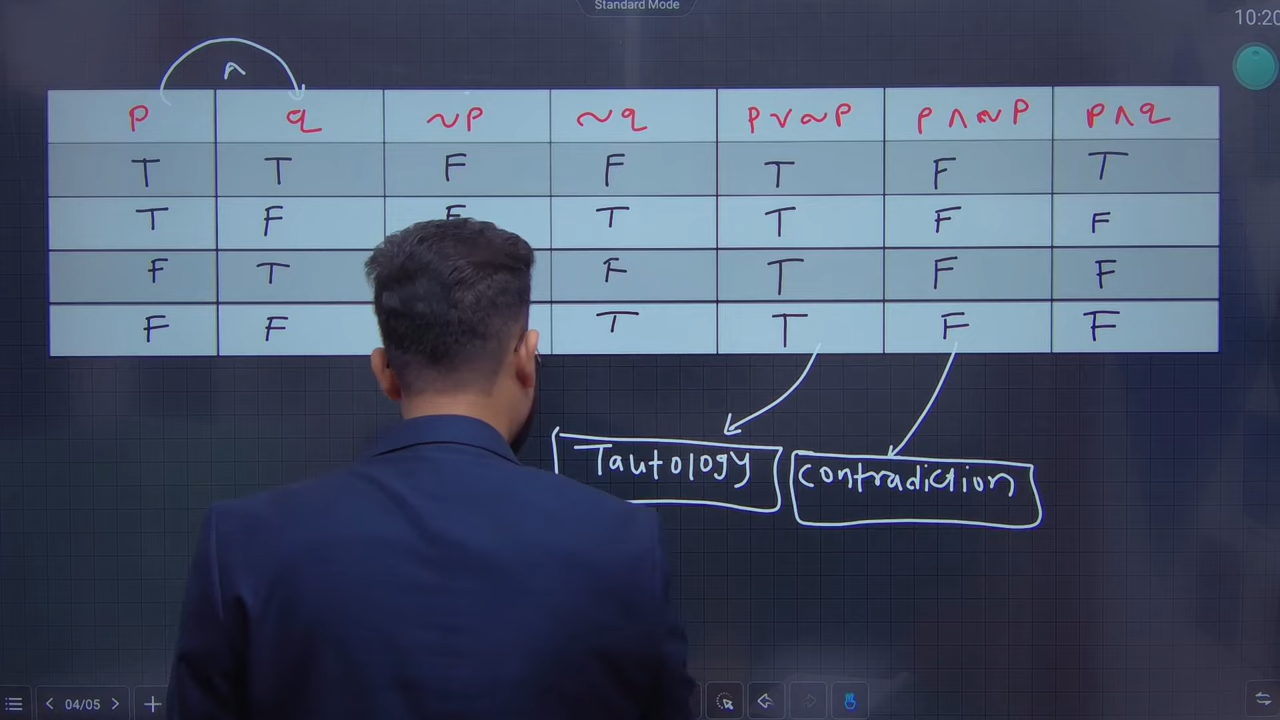 Standard Mode
10:20
∧
p q ~p ~q p ∨ ~p p ∧ ~p p ∧ q
T T F F T F T
T F F T T F F
F T F T F F
F F T T F F
Tautology
contradiction
04/05